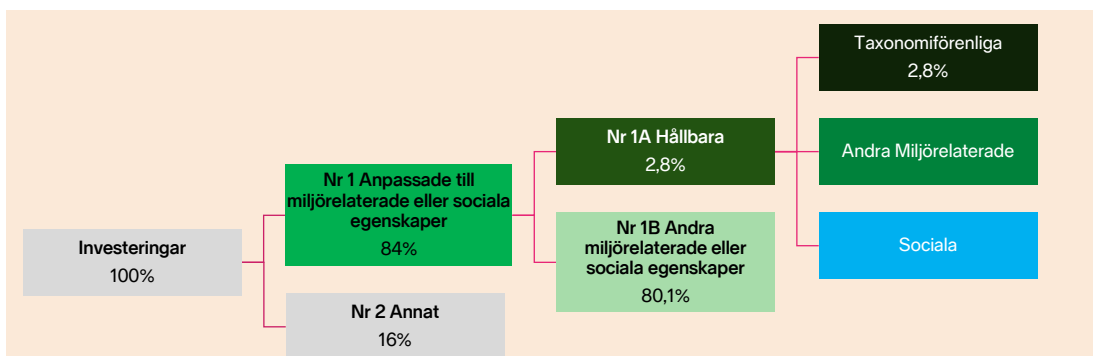 Investeringar
100%
Nr 1 Anpassade till
miljörelaterade eller sociala
egenskaper
84%
Nr 2 Annat
16%
Nr 1A Hållbara
2,8%
Nr 1B Andra
miljörelaterade eller
sociala egenskaper
80,1%
Taxonomiförenliga
2,8%
Andra Miljörelaterade
Sociala